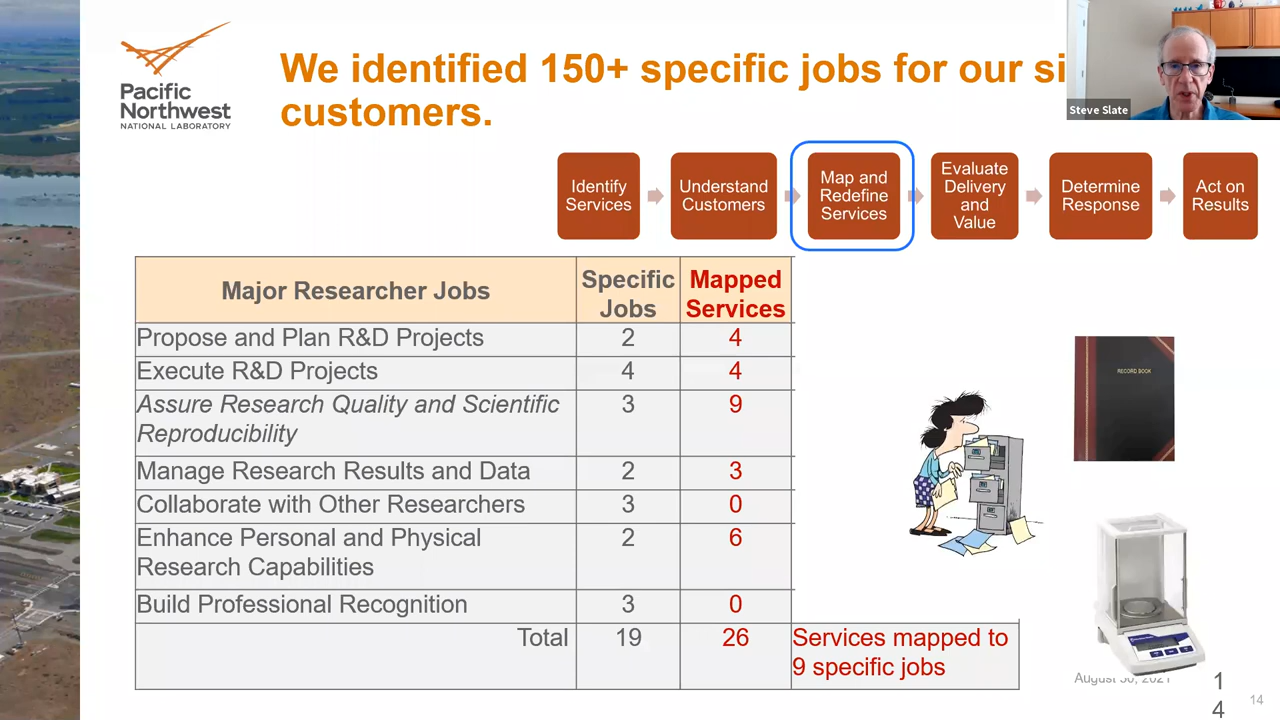 Pacific
Northwest
NATIONAL LABORATORY
We identified 150+ specific jobs for our si
customers.
Steve Slate
Identify
Services
Understand
Customers
Map and
Redefine
Services
Evaluate
Delivery
and
Value
Determine
Response
Act on
Results
Major Researcher Jobs
Specific
Jobs
Mapped
Services
Propose and Plan R&D Projects 2 4
Execute R&D Projects 4 4
Assure Research Quality and Scientific 3 9
Reproducibility
Manage Research Results and Data 2 3
Collaborate with Other Researchers 3 0
Enhance Personal and Physical 2 6
Research Capabilities
Build Professional Recognition 3 0
Total 19 26 Services mapped to
9 specific jobs
RECORD BOOK
August 30, 2021
1
4
14